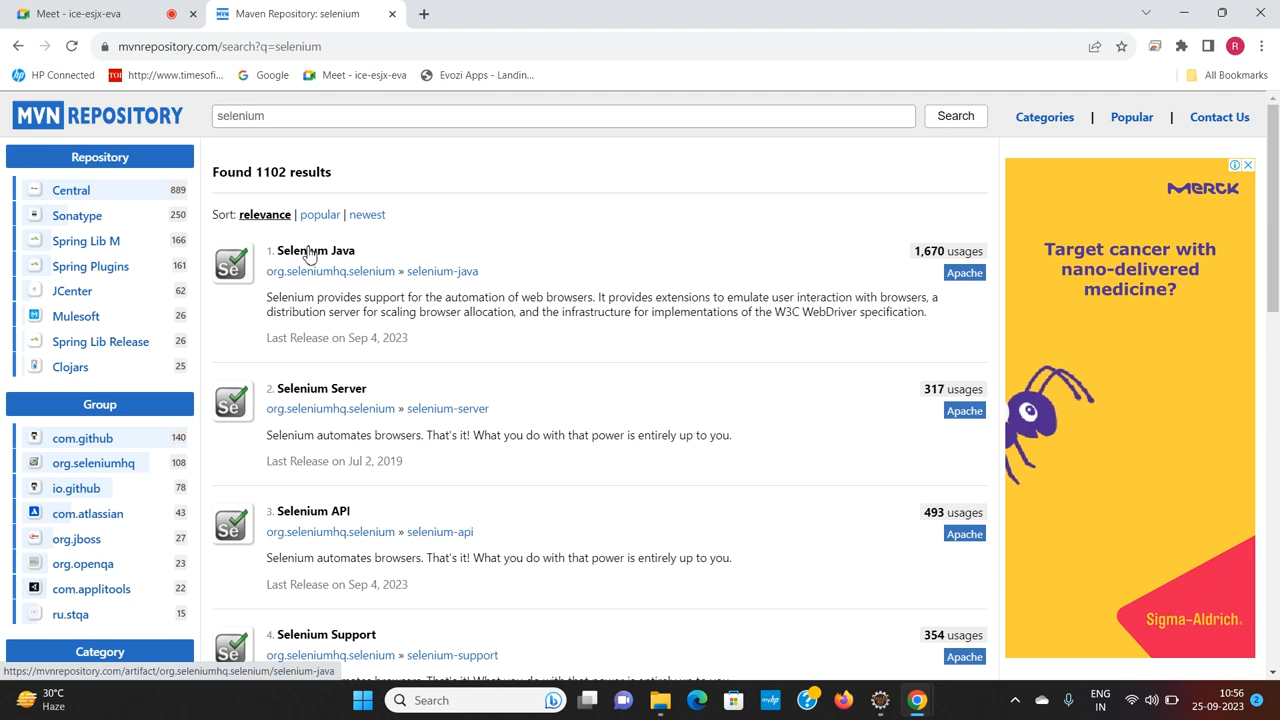 Meet - ice-esjx-eva
Maven Repository: selenium
mvnrepository.com/search?q=selenium
R
HP Connected
http://www.timesofi...
Google
Meet - ice-esjx-eva
Evozi Apps - Landin...
All Bookmarks
MVN REPOSITORY
selenium
Search
Categories | Popular | Contact Us
Repository
Central 889
Sonatype 250
Spring Lib M 166
Spring Plugins 161
JCenter 62
Mulesoft 26
Spring Lib Release 26
Clojars 25
Group
com.github 140
org.seleniumhq 108
io.github 78
com.atlassian 43
org.jboss 27
org.openqa 23
com.applitools 22
ru.stqa 15
Category
Found 1102 results
Sort: relevance | popular | newest
1. Selenium Java
1,670 usages
org.seleniumhq.selenium » selenium-java
Apache
Selenium provides support for the automation of web browsers. It provides extensions to emulate user interaction with browsers, a
distribution server for scaling browser allocation, and the infrastructure for implementations of the W3C WebDriver specification.
Last Release on Sep 4, 2023
2. Selenium Server
317 usages
org.seleniumhq.selenium » selenium-server
Apache
Selenium automates browsers. That's it! What you do with that power is entirely up to you.
Last Release on Jul 2, 2019
3. Selenium API
493 usages
org.seleniumhq.selenium » selenium-api
Apache
Selenium automates browsers. That's it! What you do with that power is entirely up to you.
Last Release on Sep 4, 2023
4. Selenium Support
354 usages
org.seleniumhq.selenium » selenium-support
Apache
MERCK
Target cancer with
nano-delivered
medicine?
Sigma-Aldrich.
https://mvnrepository.com/artifact/org.seleniumhq.selenium/selenium-java
30°C
Haze
Search
ENG
IN
10:56
25-09-2023
2